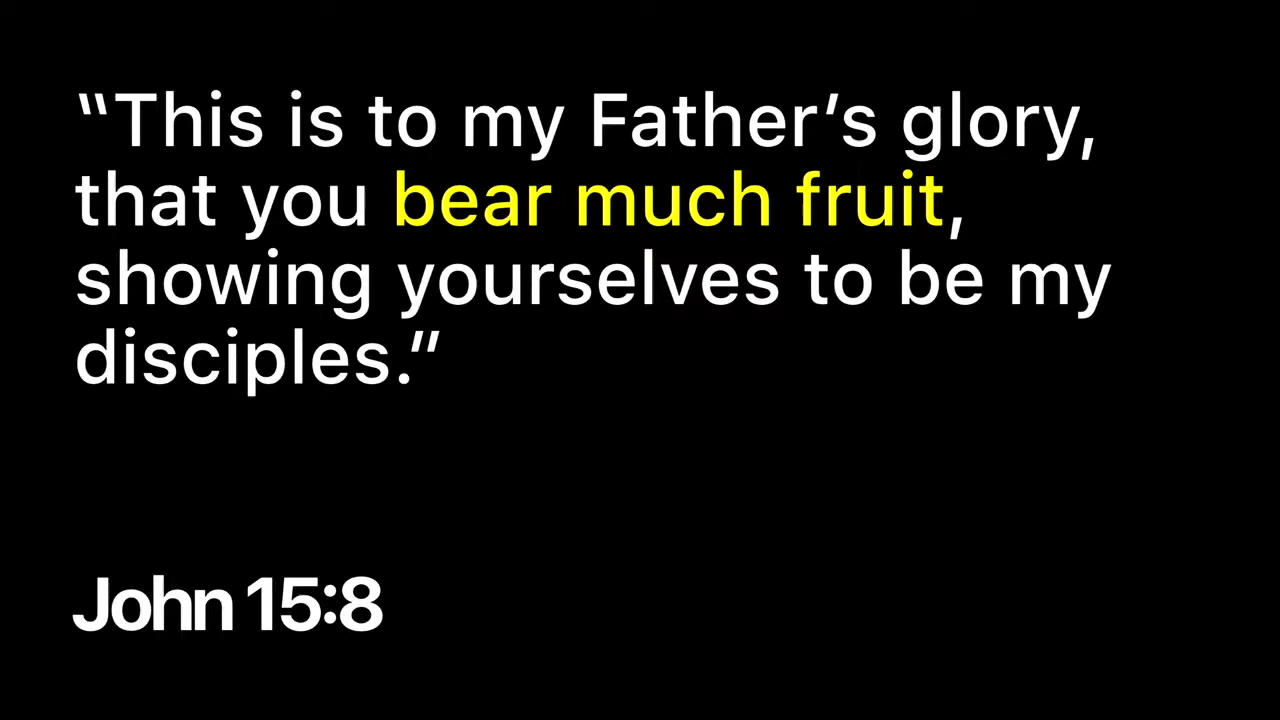 “This is to my Father’s glory,
that you bear much fruit,
showing yourselves to be my
disciples.”
John 15:8